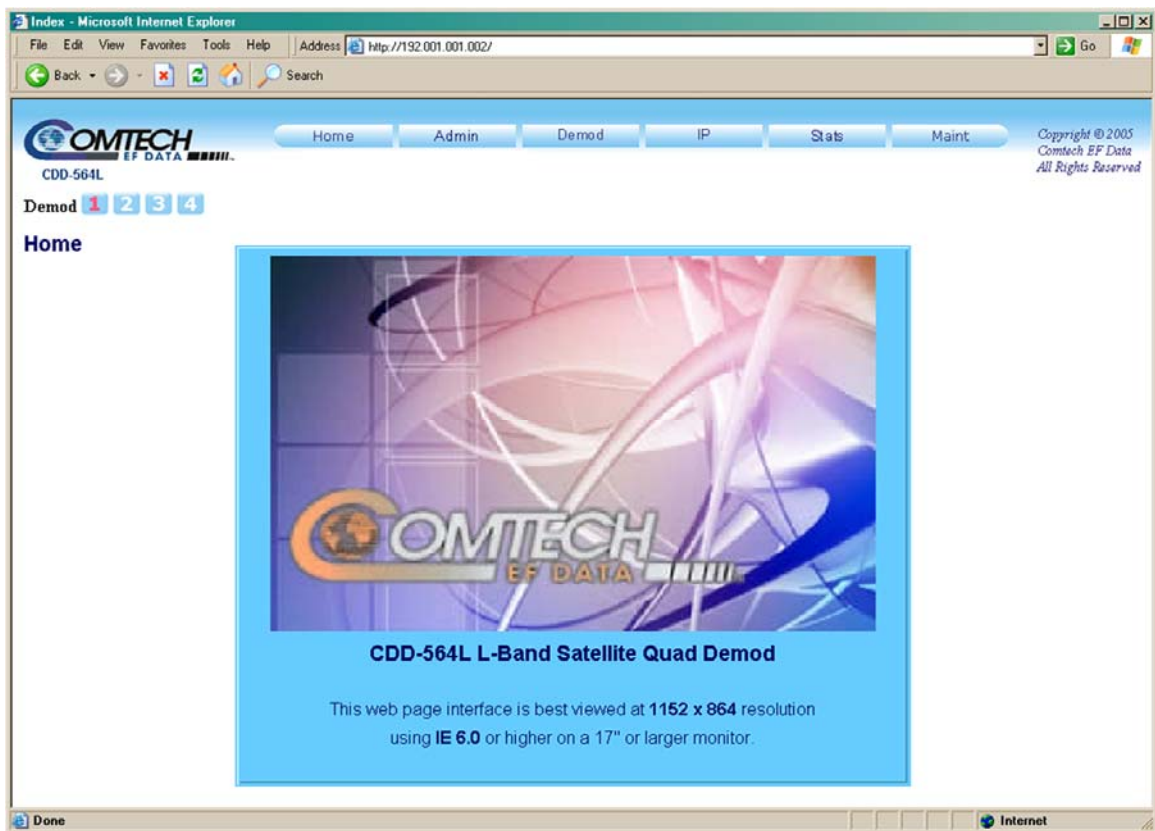 Index - Microsoft Internet Explorer
File Edit View Favorites Tools Help Address http://192.001.001.002/ Go
Back Search
COMTECH
EF DATA
CDD-564L
Home Admin Demod IP Stats Maint
Copyright © 2005
Comtech EF Data
All Rights Reserved
Demod 1 2 3 4
Home
COMTECH
EF DATA
CDD-564L L-Band Satellite Quad Demod
This web page interface is best viewed at 1152 x 864 resolution
using IE 6.0 or higher on a 17" or larger monitor.
Done Internet